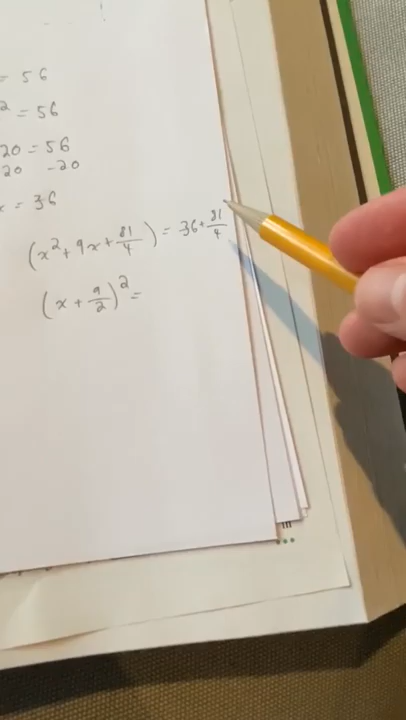 = 56
² = 56
20 = 56
20 -20
x = 36
(x² + 9x + 81/4) = 36 + 81/4
(x + 9/2)² =